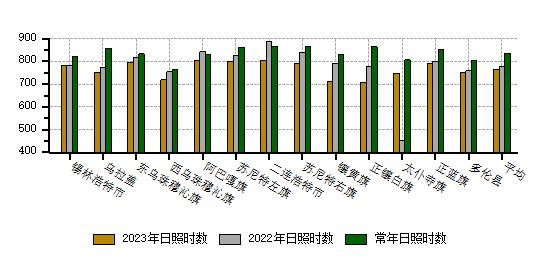 900
800
700
600
500
400
锡林浩特市
乌拉盖
东乌珠穆沁旗
西乌珠穆沁旗
阿巴嘎旗
苏尼特左旗
二连浩特市
苏尼特右旗
镶黄旗
正镶白旗
太仆寺旗
正蓝旗
多伦县
平均
2023年日照时数 2022年日照时数 常年日照时数